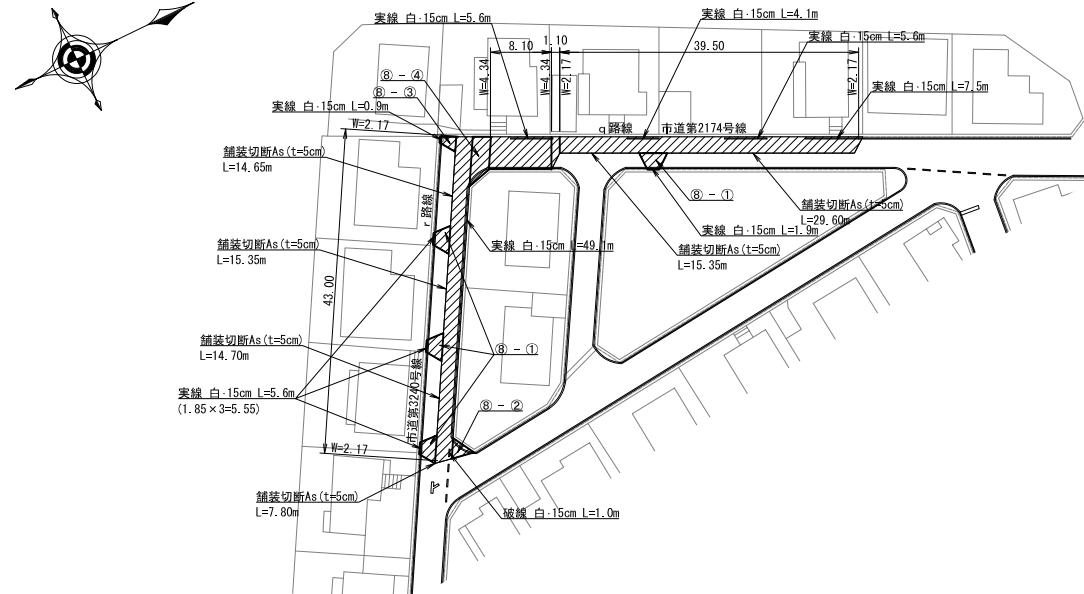 実線 白・15cm L=5.6m
実線 白・15cm L=4.1m
8.10
1.10
39.50
実線 白・15cm L=5.6m
W=4.34
W=4.34
W=2.17
W=2.17
⑧ - ④
⑧ - ③
実線 白・15cm L=7.5m
実線 白・15cm L=0.9m
W=2.17
q路線
市道第2174号線
舗装切断As(t=5cm)
L=14.65m
⑧ - ①
舗装切断As(t=5cm)
L=29.60m
r路線
実線 白・15cm L=1.9m
舗装切断As(t=5cm)
L=15.35m
実線 白・15cm L=49.1m
舗装切断As(t=5cm)
L=15.35m
43.00
舗装切断As(t=5cm)
L=14.70m
⑧ - ①
実線 白・15cm L=5.6m
(1.85×3=5.55)
市道第3240号線
⑧ - ②
W=2.17
舗装切断As(t=5cm)
L=7.80m
破線 白・15cm L=1.0m